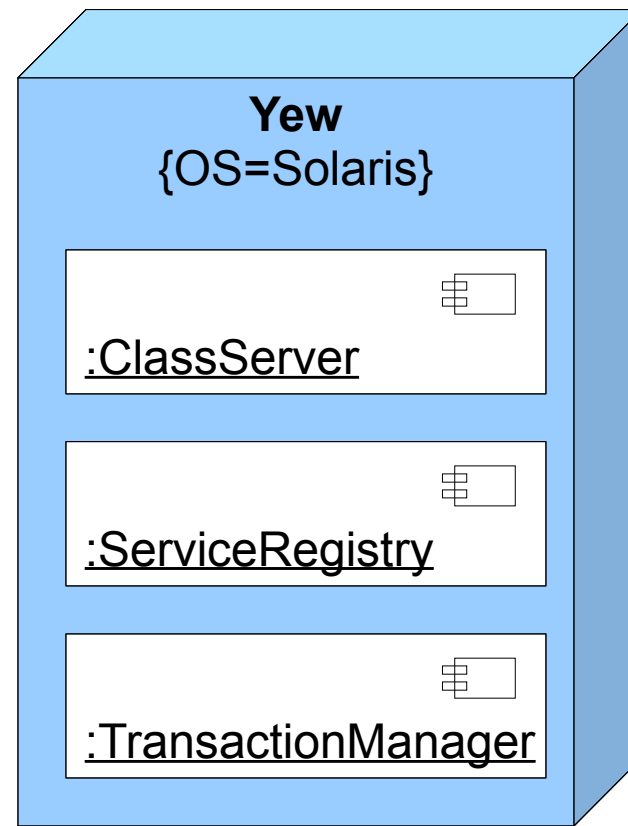 Yew
{OS=Solaris}
:ClassServer
:ServiceRegistry
:TransactionManager